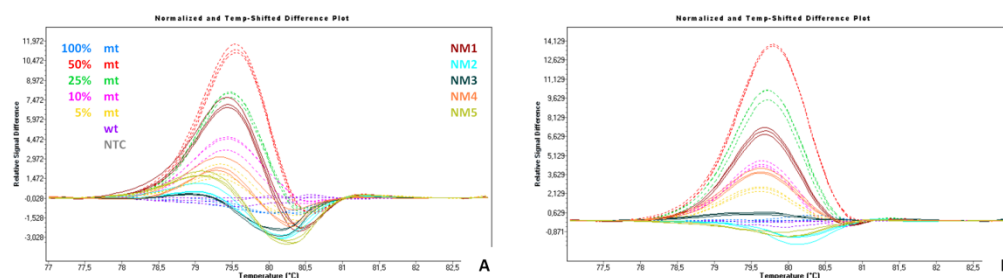 Normalized and Temp-Shifted Difference Plot
Relative Signal Difference
11,972
10,472
8,972
7,472
5,972
4,472
2,972
1,472
-0,028
-1,528
-3,028
100% mt
50% mt
25% mt
10% mt
5% mt
wt
NTC
NM1
NM2
NM3
NM4
NM5
77
77,5
78
78,5
79
79,5
80
80,5
81
81,5
82
82,5
Temperature (°C)
A
Normalized and Temp-Shifted Difference Plot
Relative Signal Difference
14,129
12,629
11,129
9,629
8,129
6,629
5,129
3,629
2,129
0,629
-0,871
77,5
78
78,5
79
79,5
80
80,5
81
81,5
82
82,5
Temperature (°C)